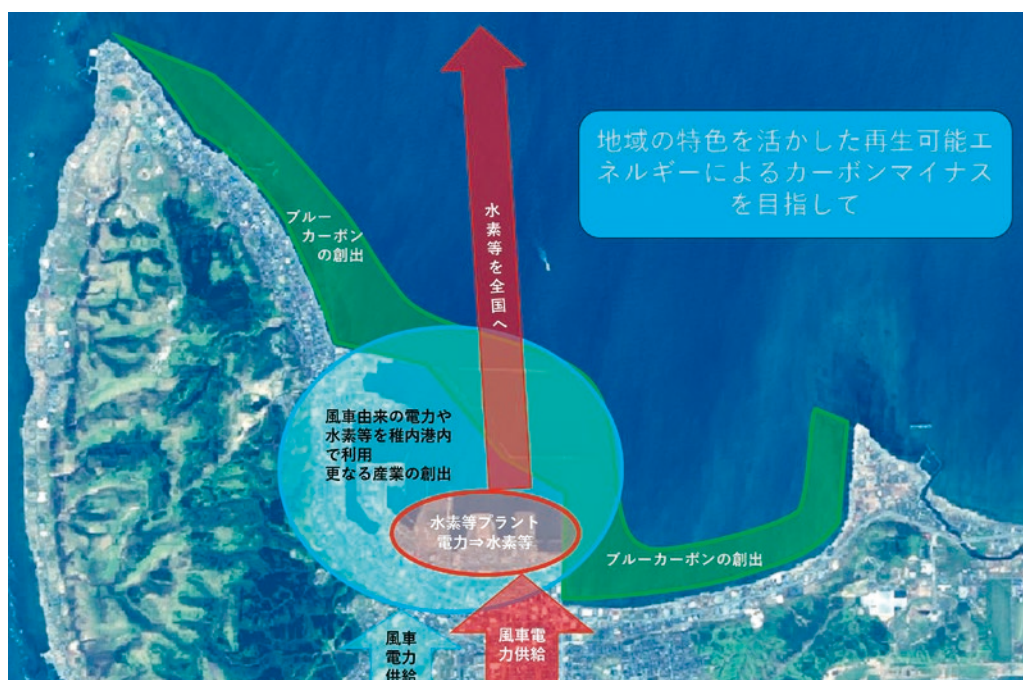 地域の特色を活かした再生可能エ
ネルギーによるカーボンマイナス
を目指して
ブルー
カーボン
の創出
水素等を全国へ
風車由来の電力や
水素等を稚内港内
で利用
更なる産業の創出
水素等プラント
電力⇒水素等
ブルーカーボンの創出
風車
電力
供給
風車電
力供給